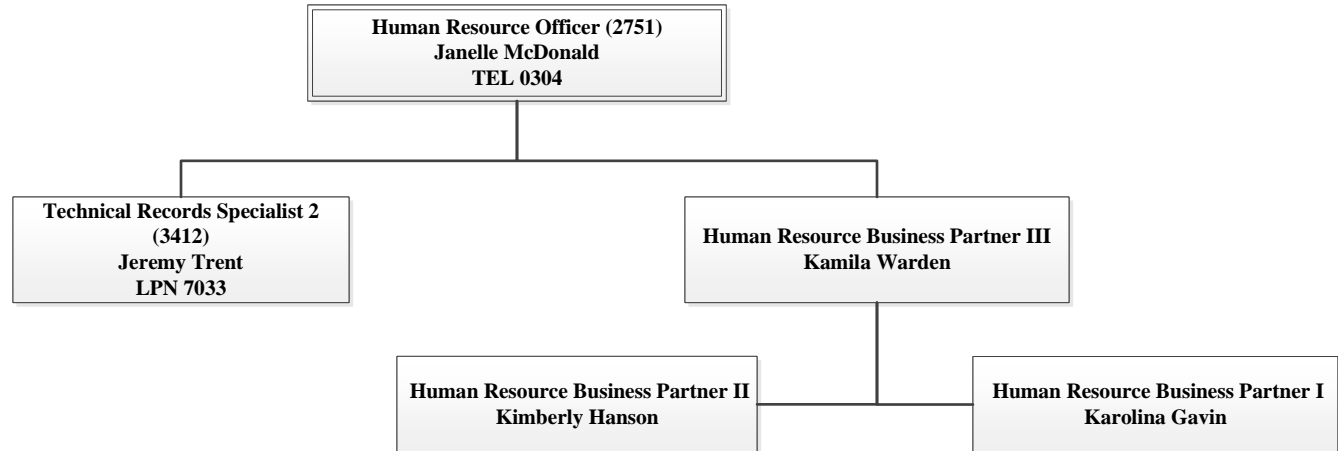 Human Resource Officer (2751)
Janelle McDonald
TEL 0304
Technical Records Specialist 2
(3412)
Jeremy Trent
LPN 7033
Human Resource Business Partner III
Kamila Warden
Human Resource Business Partner II
Kimberly Hanson
Human Resource Business Partner I
Karolina Gavin